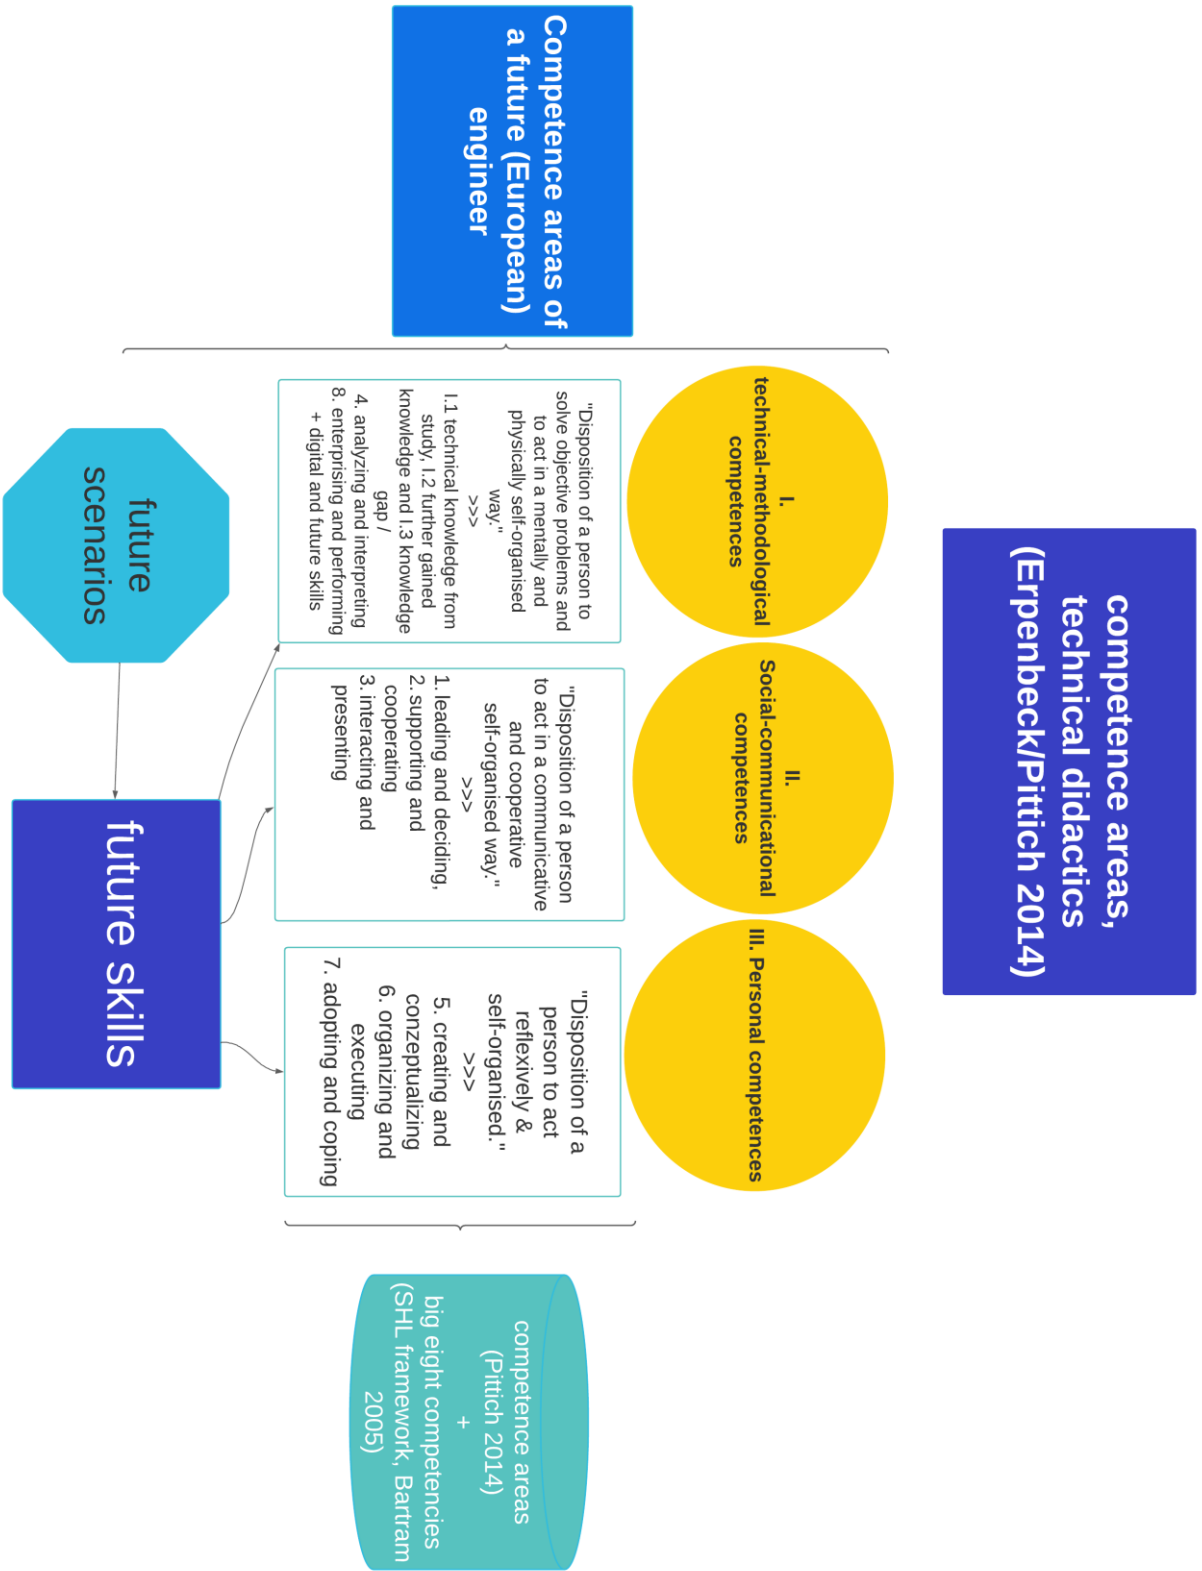 competence areas,
technical didactics
(Erpenbeck/Pittich 2014)
Competence areas of
a future (European)
engineer
I.
technical-methodological
competences
II.
Social-communicational
competences
III. Personal competences
"Disposition of a person to
solve objective problems and
to act in a mentally and
physically self-organised
way."
>>>
I.1 technical knowledge from
study, I.2 further gained
knowledge and I.3 knowledge
gap /
4. analyzing and interpreting
8. enterprising and performing
+ digital and future skills
"Disposition of a person
to act in a communicative
and cooperative
self-organised way."
>>>
1. leading and deciding,
2. supporting and
cooperating
3. interacting and
presenting
"Disposition of a
person to act
reflexively &
self-organised."
>>>
5. creating and
conzeptualizing
6. organizing and
executing
7. adopting and coping
competence areas
(Pittich 2014)
+
big eight competencies
(SHL framework, Bartram
2005)
future
scenarios
future skills